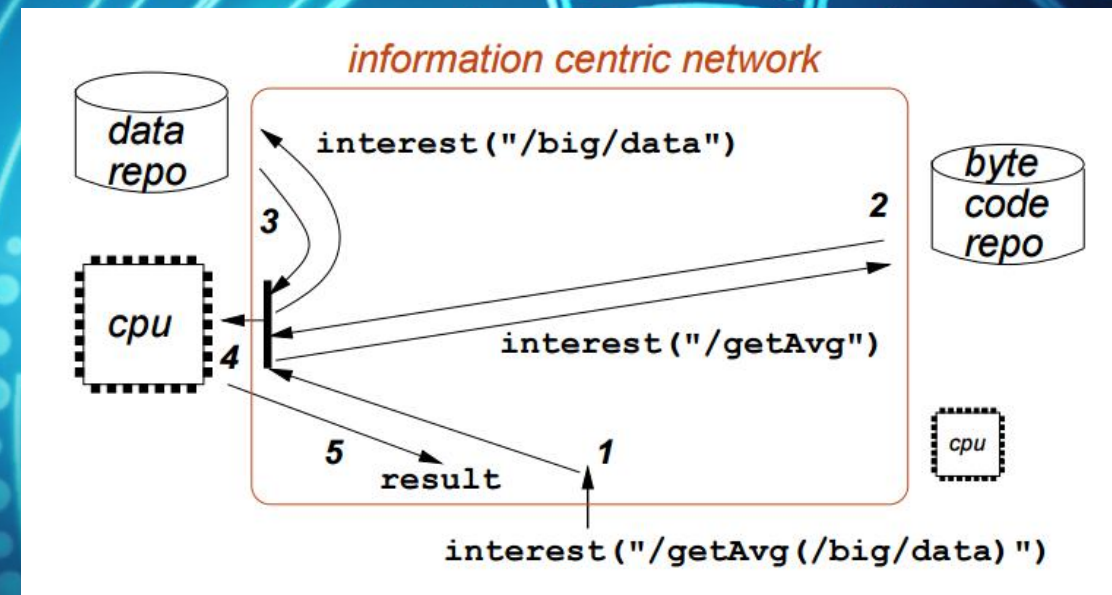 information centric network
data
repo
interest("/big/data")
byte
code
repo
2
3
cpu
interest("/getAvg")
4
cpu
5
1
result
interest("/getAvg(/big/data)")